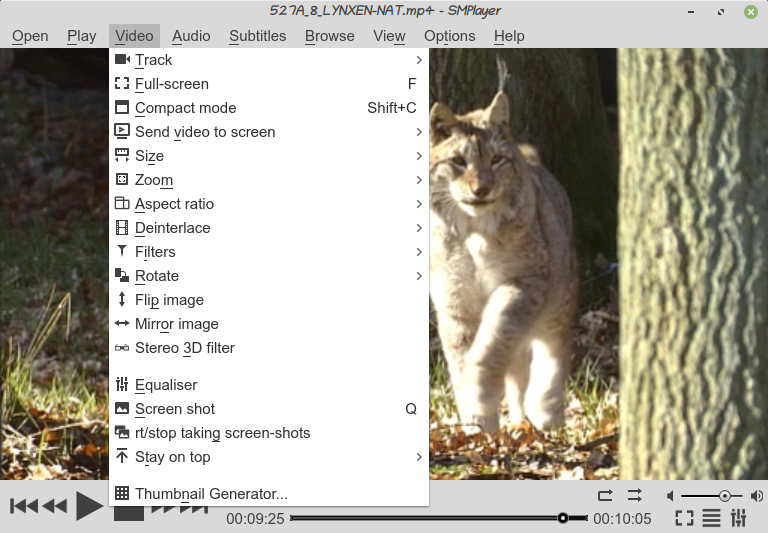 527A_8_LYNXEN-NAT.mp4 - SMPlayer
Open Play Video Audio Subtitles Browse View Options Help
Track
Full-screen F
Compact mode Shift+C
Send video to screen
Size
Zoom
Aspect ratio
Deinterlace
Filters
Rotate
Flip image
Mirror image
Stereo 3D filter
Equaliser
Screen shot Q
rt/stop taking screen-shots
Stay on top
Thumbnail Generator...
00:09:25 00:10:05